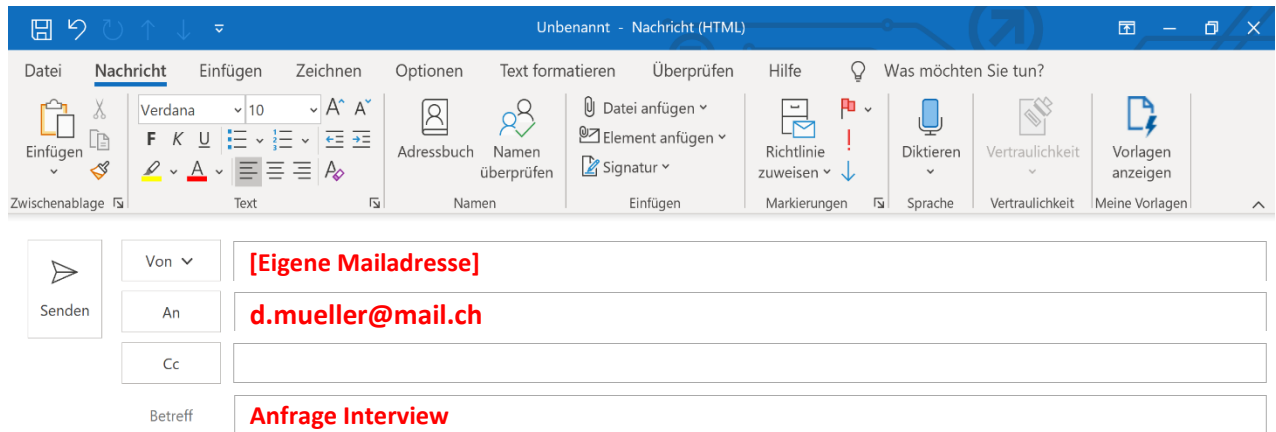 Unbenannt - Nachricht (HTML)
Datei Nachricht Einfügen Zeichnen Optionen Text formatieren Überprüfen Hilfe Was möchten Sie tun?
Einfügen
Zwischenablage
Verdana 10 A^ A˅
F K U
A A
Text
Adressbuch
Namen überprüfen
Namen
Datei anfügen
Element anfügen
Signatur
Einfügen
Richtlinie zuweisen
Markierungen
Diktieren
Sprache
Vertraulichkeit
Vertraulichkeit
Vorlagen anzeigen
Meine Vorlagen
Senden
Von [Eigene Mailadresse]
An d.mueller@mail.ch
Cc
Betreff Anfrage Interview